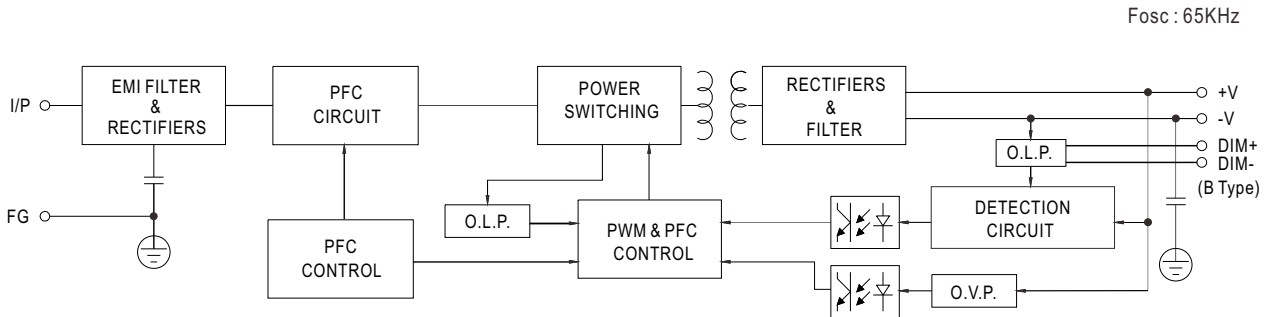 Fosc : 65KHz
I/P
EMI FILTER
&
RECTIFIERS
PFC
CIRCUIT
POWER
SWITCHING
RECTIFIERS
&
FILTER
+V
-V
O.L.P.
DIM+
DIM-
(B Type)
FG
O.L.P.
PFC
CONTROL
PWM & PFC
CONTROL
DETECTION
CIRCUIT
O.V.P.